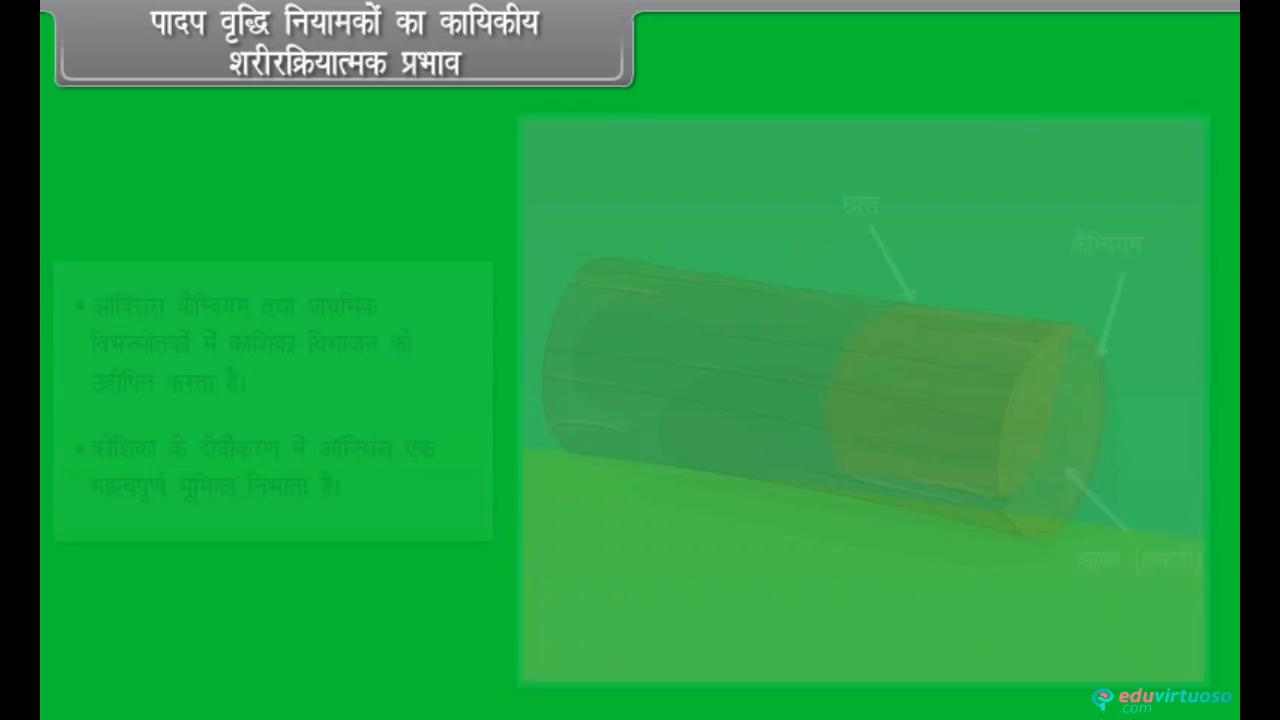 पादप वृद्धि नियामकों का कायिकीय
शरीरक्रियात्मक प्रभाव
छाल
कैम्बियम
• ऑक्सिंस कैम्बियम तथा प्राथमिक
विभज्योतकों में कोशिका विभाजन को
उद्दीपित करता है।
• कोशिका के दीर्घीकरण में ऑक्सिंस एक
महत्वपूर्ण भूमिका निभाता है।
काष्ठ (लकड़ी)
eduvirtuoso
.com